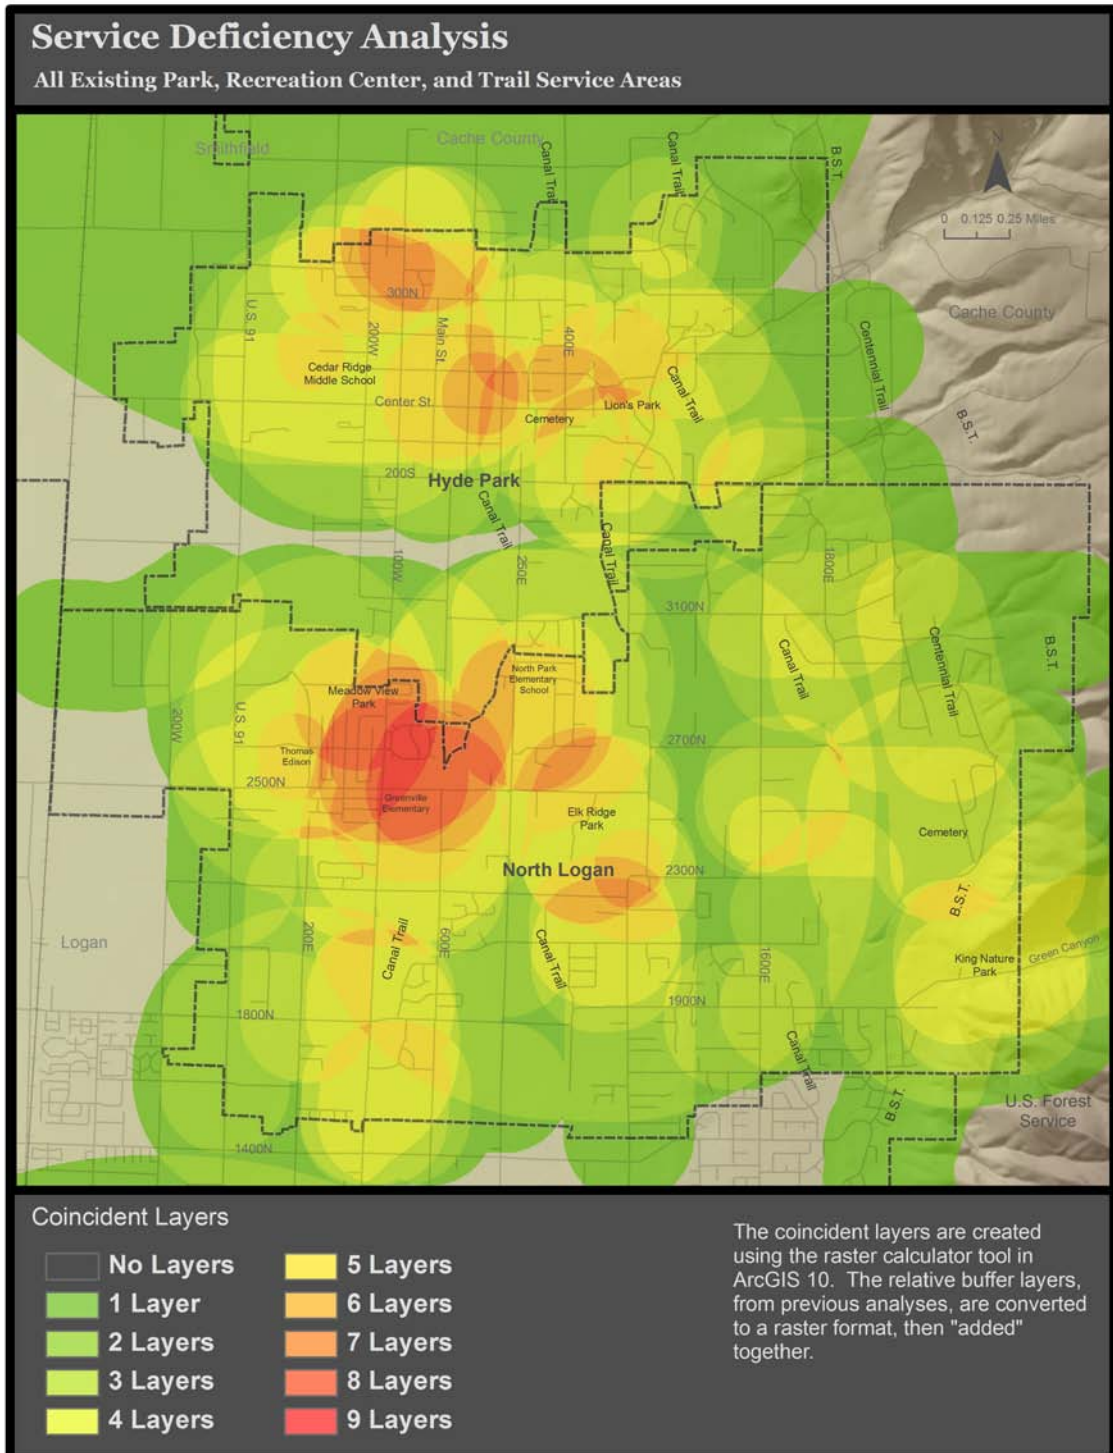 Service Deficiency Analysis
All Existing Park, Recreation Center, and Trail Service Areas
Smithfield
Cache County
Canal Trail
Canal Trail
B.S.T.
N
0 0.125 0.25 Miles
Cache County
300N
U.S. 91
200W
Main St.
400E
Centennial Trail
Cedar Ridge
Middle School
Center St.
Cemetery
Lion's Park
Canal Trail
B.S.T.
200S
Hyde Park
Canal Trail
Canal Trail
100W
250E
1800E
3100N
North Park
Elementary
School
Canal Trail
Centennial Trail
B.S.T.
Meadow View
Park
200W
U.S. 91
Thomas
Edison
2700N
2500N
Greenville
Elementary
Elk Ridge
Park
Cemetery
North Logan
2300N
B.S.T.
Logan
200E
Canal Trail
600E
Canal Trail
1600E
King Nature
Park
Green Canyon
1900N
1800N
Canal Trail
B.S.T.
U.S. Forest
Service
1400N
Coincident Layers
No Layers
1 Layer
2 Layers
3 Layers
4 Layers
5 Layers
6 Layers
7 Layers
8 Layers
9 Layers
The coincident layers are created
using the raster calculator tool in
ArcGIS 10.  The relative buffer layers,
from previous analyses, are converted
to a raster format, then "added"
together.